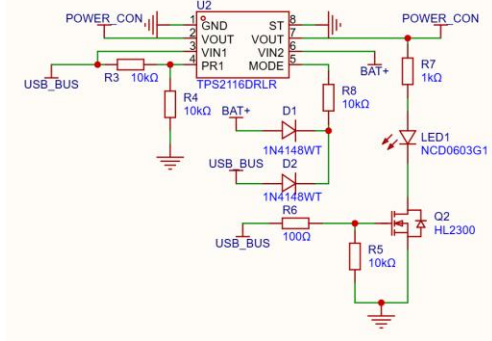 U2
POWER_CON
1 GND ST 8
2 VOUT VOUT 7
3 VIN1 VIN2 6
4 PR1 MODE 5
TPS2116DRLR
POWER_CON
USB_BUS
R3 10kΩ
R4
10kΩ
BAT+
R8
10kΩ
R7
1kΩ
BAT+
D1
1N4148WT
LED1
NCD0603G1
USB_BUS
D2
1N4148WT
R6
100Ω
USB_BUS
R5
10kΩ
Q2
HL2300